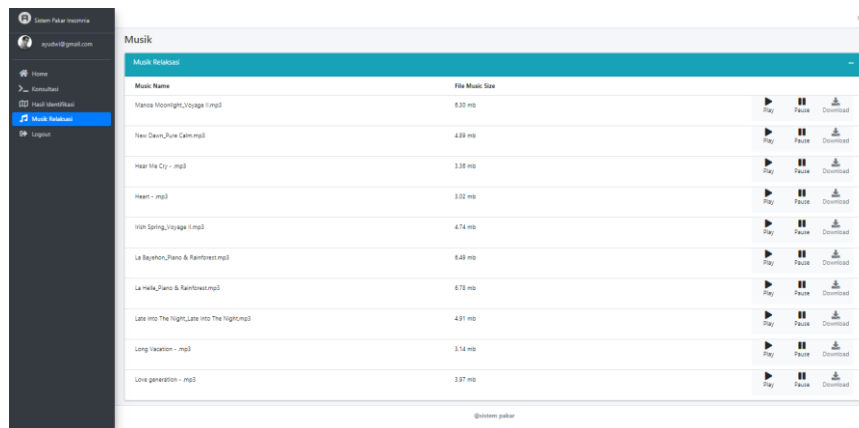 Sistem Pakar Insomnia
ayudwi@gmail.com
Home
Konsultasi
Hasil Identifikasi
Musik Relaksasi
Logout
Musik
Musik Relaksasi
Music Name File Music Size
Manica Moonlight_Voyage II.mp3 6.30 mb Play Pause Download
New Dawn_Pure Calm.mp3 4.89 mb Play Pause Download
Hear Me Cry - .mp3 3.36 mb Play Pause Download
Heart - .mp3 3.02 mb Play Pause Download
Irish Spring_Voyage II.mp3 4.74 mb Play Pause Download
La Bayehon_Piano & Rainforest.mp3 6.49 mb Play Pause Download
La Helle_Piano & Rainforest.mp3 6.78 mb Play Pause Download
Late Into The Night_Late Into The Night.mp3 4.91 mb Play Pause Download
Long Vacation - .mp3 3.14 mb Play Pause Download
Love generation - .mp3 3.97 mb Play Pause Download
@sistem pakar